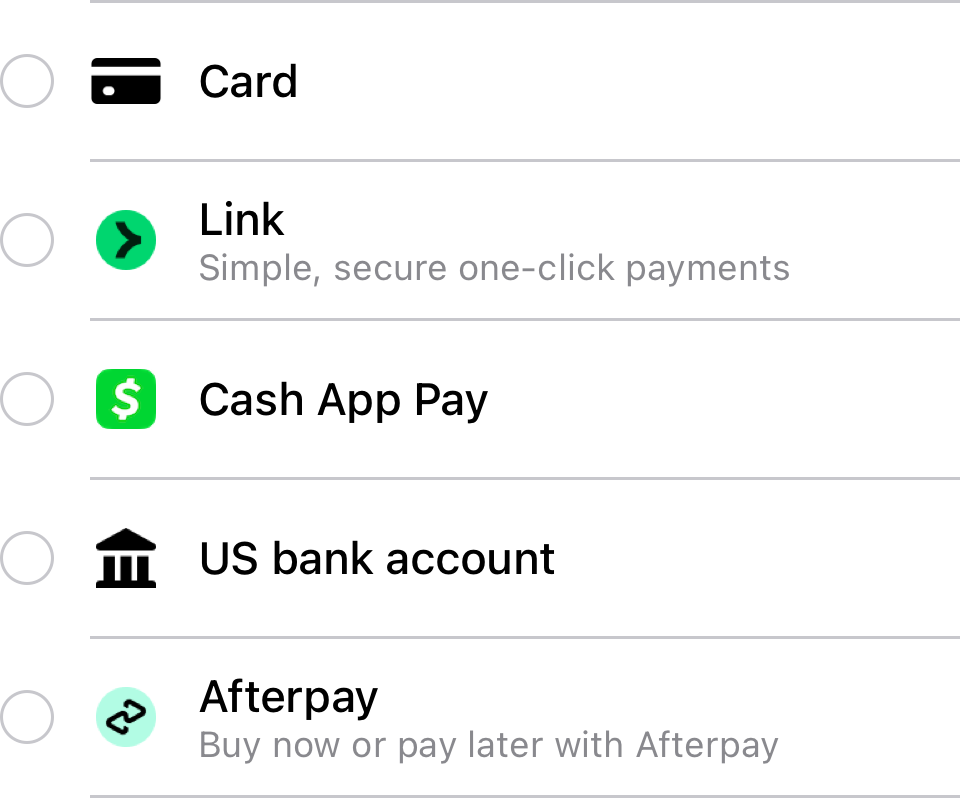 Card
Link
Simple, secure one-click payments
$
Cash App Pay
US bank account
Afterpay
Buy now or pay later with Afterpay